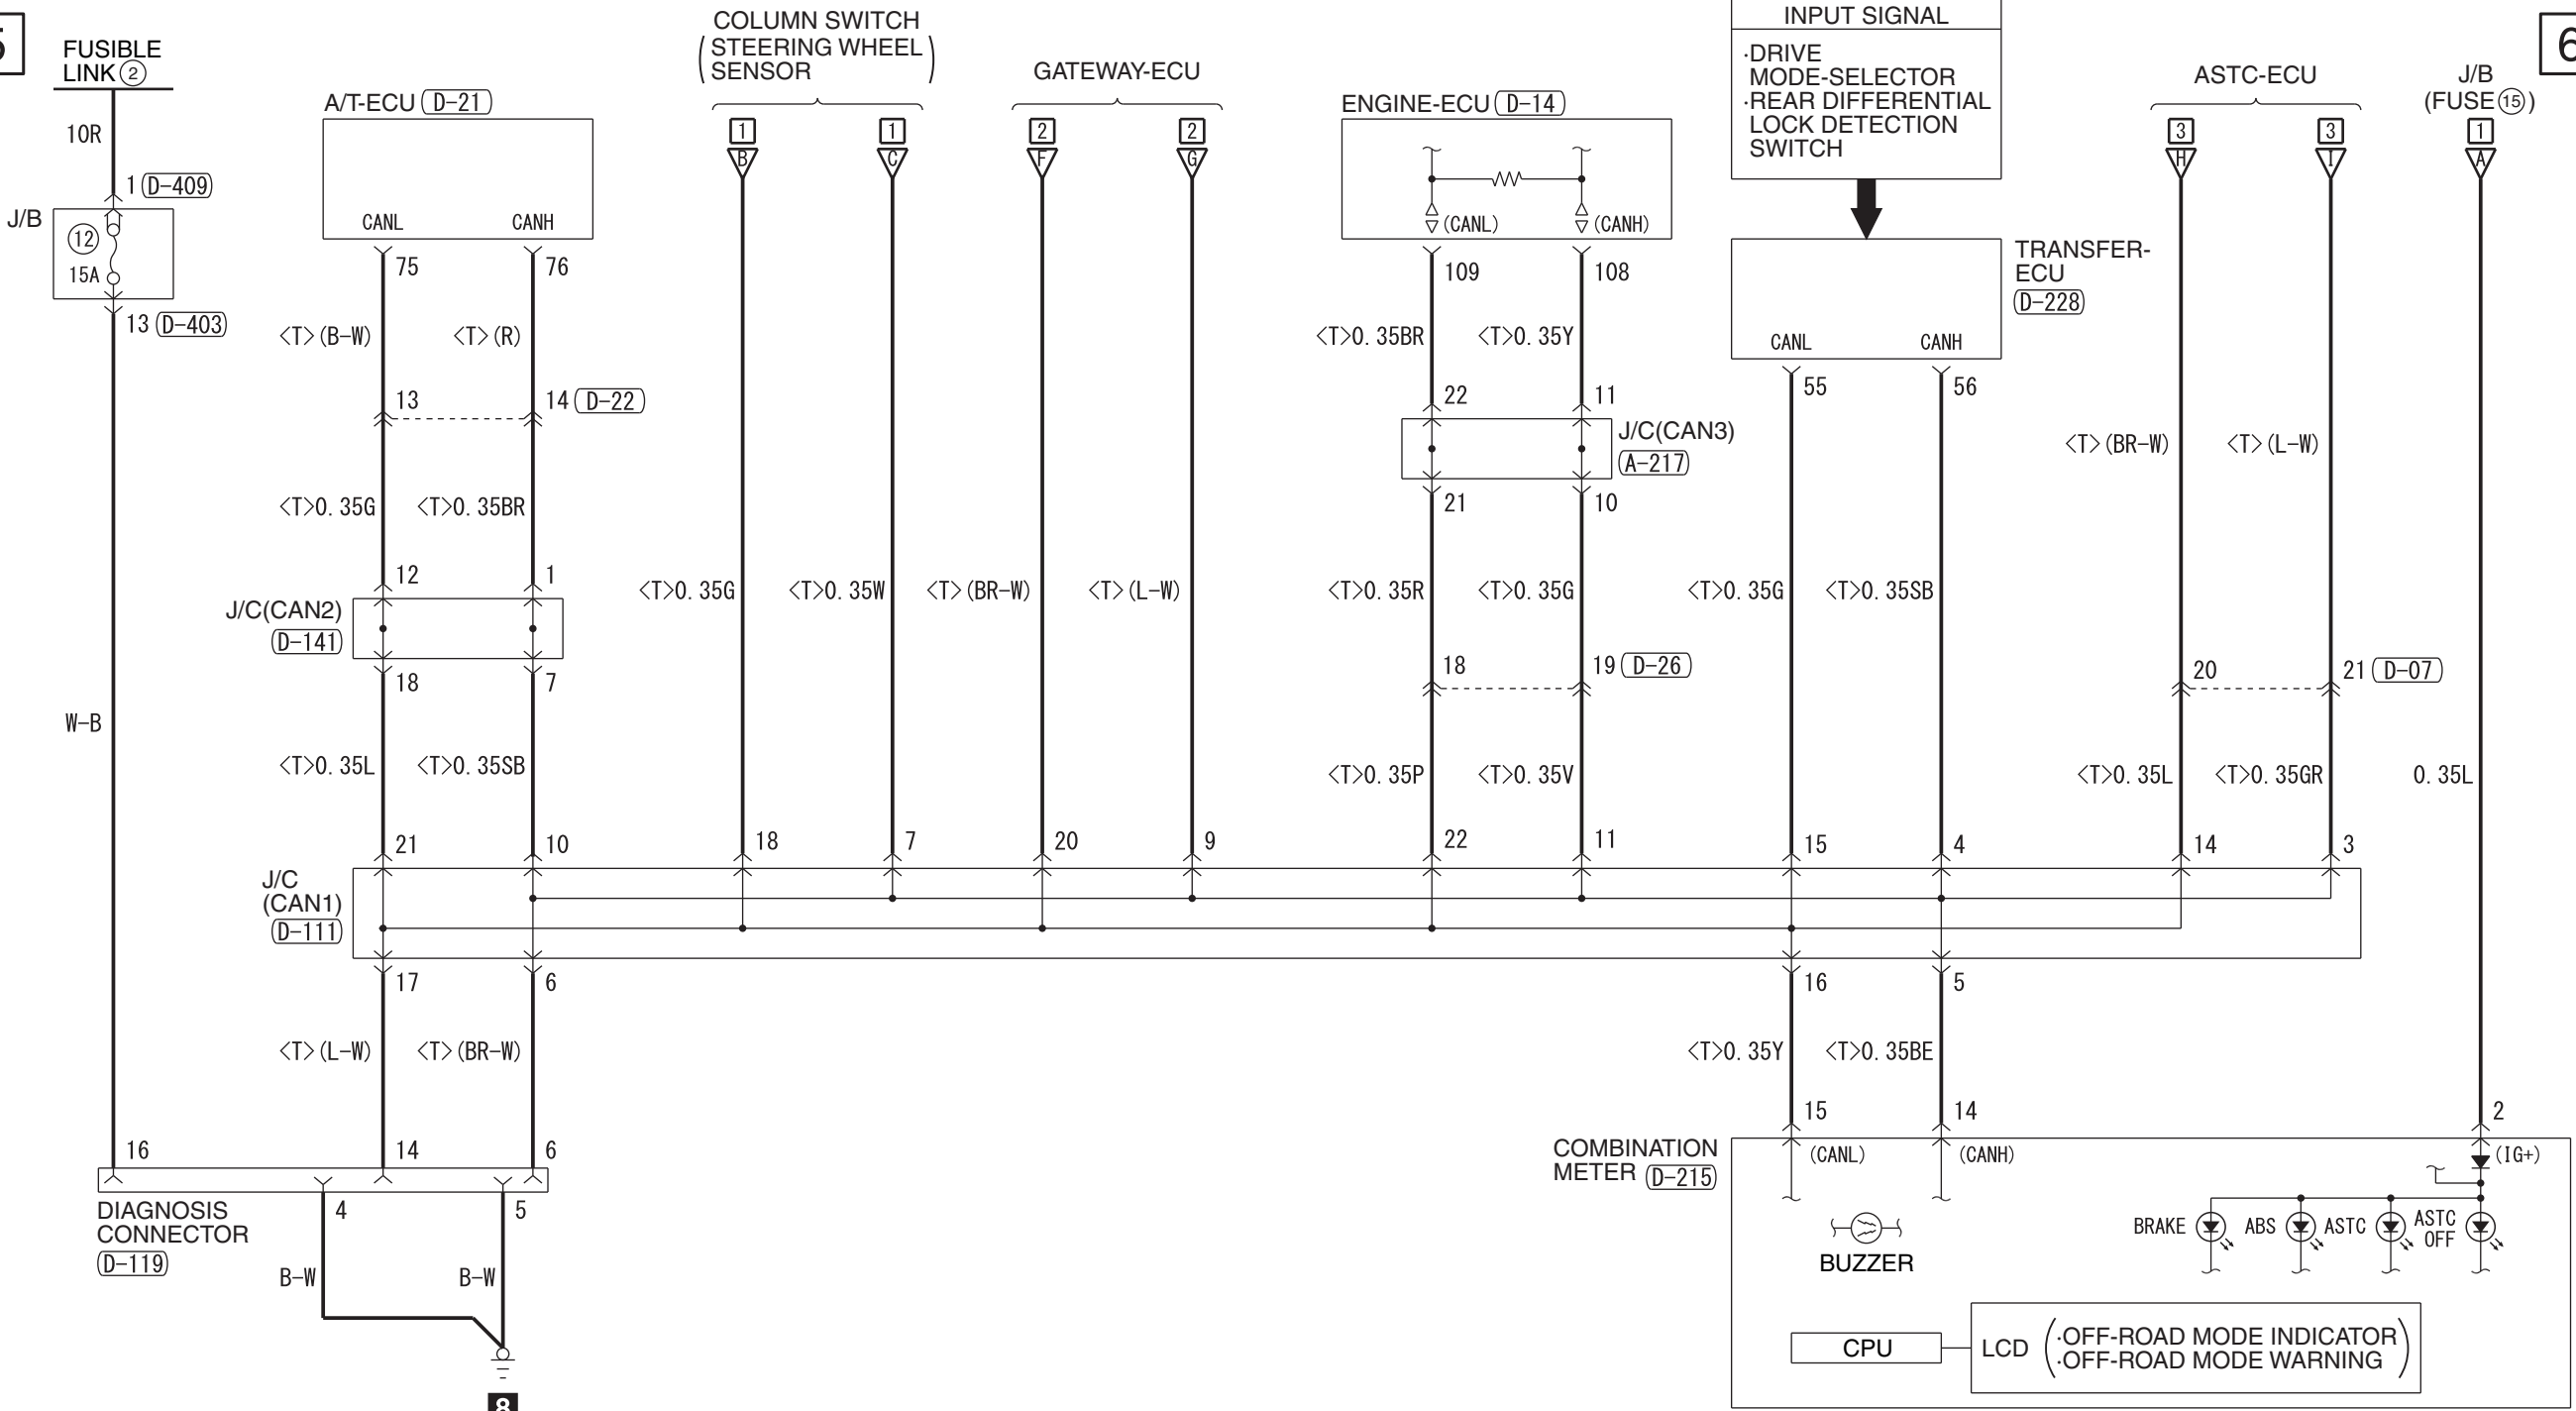 FUSIBLE
LINK ②
10R
1 D-409
J/B
⑫
15A
13 D-403
W-B
16
A/T-ECU D-21
CANL CANH
75 76
<T>(B-W) <T>(R)
13 14 D-22
<T>0.35G <T>0.35BR
12 1
J/C(CAN2)
D-141
18 7
<T>0.35L <T>0.35SB
21 10
COLUMN SWITCH
(STEERING WHEEL
SENSOR)
1 1
B C
<T>0.35G <T>0.35W
18 7
GATEWAY-ECU
2 2
F G
<T>(BR-W) <T>(L-W)
20 9
ENGINE-ECU D-14
(CANL) (CANH)
109 108
<T>0.35BR <T>0.35Y
22 11
J/C(CAN3)
A-217
21 10
<T>0.35R <T>0.35G
18 19 D-26
<T>0.35P <T>0.35V
22 11
INPUT SIGNAL
·DRIVE
MODE-SELECTOR
·REAR DIFFERENTIAL
LOCK DETECTION
SWITCH
TRANSFER-
ECU
D-228
CANL CANH
55 56
<T>0.35G <T>0.35SB
15 4
ASTC-ECU
3 3
H I
<T>(BR-W) <T>(L-W)
20 21 D-07
<T>0.35L <T>0.35GR
14 3
J/B
(FUSE ⑮)
1
A
0.35L
2
J/C
(CAN1)
D-111
17 6
<T>(L-W) <T>(BR-W)
14 6
DIAGNOSIS
CONNECTOR
D-119
4 5
B-W B-W
8
16 5
<T>0.35Y <T>0.35BE
15 14
COMBINATION
METER D-215
(CANL) (CANH) (IG+)
BUZZER
BRAKE ABS ASTC ASTC
OFF
CPU
LCD (·OFF-ROAD MODE INDICATOR
·OFF-ROAD MODE WARNING)